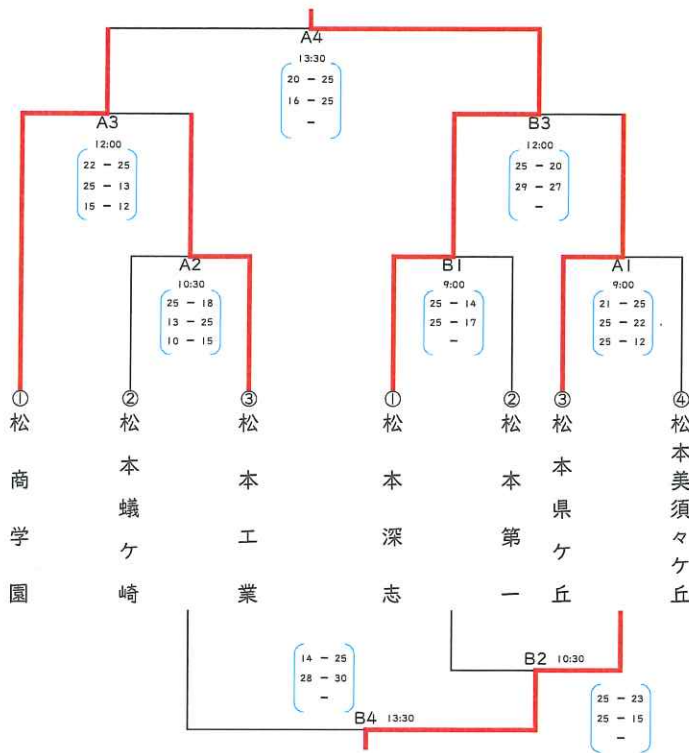 A4
13:30
20 - 25
16 - 25
-
A3
12:00
22 - 25
25 - 13
15 - 12
B3
12:00
25 - 20
29 - 27
-
A2
10:30
25 - 18
13 - 25
10 - 15
B1
9:00
25 - 14
25 - 17
-
A1
9:00
21 - 25
25 - 22
25 - 12
①松商学園
②松本蟻ケ崎
③松本工業
①松本深志
②松本第一
③松本県ケ丘
④松本美須々ケ丘
14 - 25
28 - 30
-
B2 10:30
25 - 23
25 - 15
-
B4 13:30